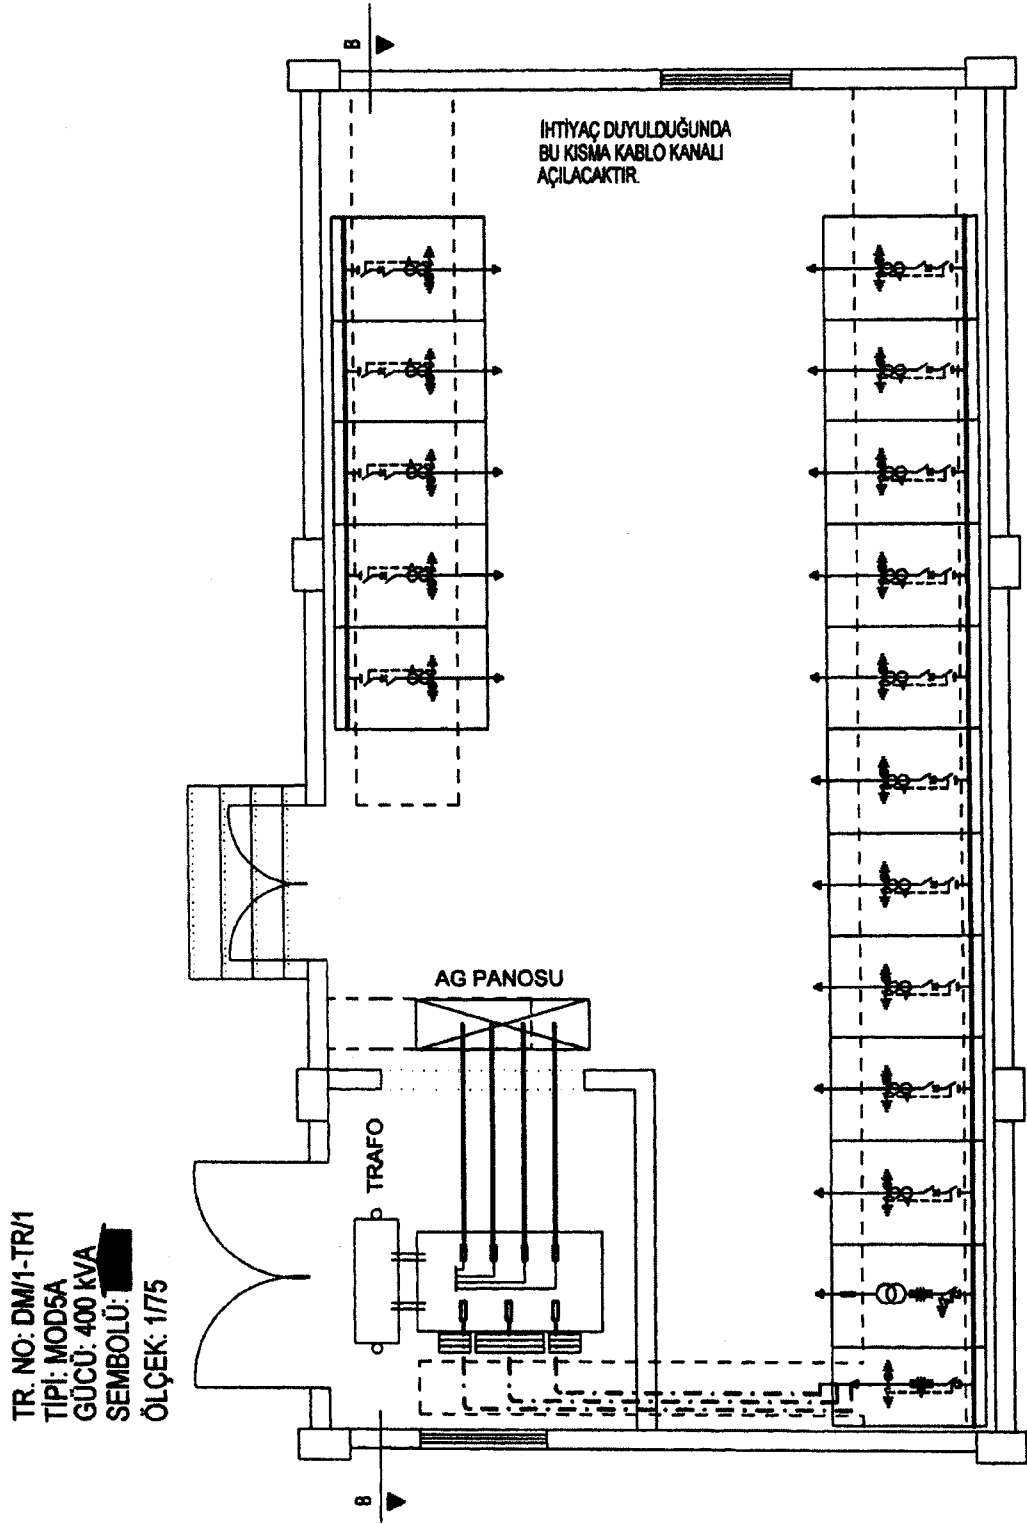 B
İHTİYAÇ DUYULDUĞUNDA
BU KISMA KABLO KANALI
AÇILACAKTIR.
AG PANOSU
TRAFO
TR. NO: DM/1-TR/1
TİPİ: MOD5A
GÜCÜ: 400 kVA
SEMBOLÜ:
ÖLÇEK: 1/75
B